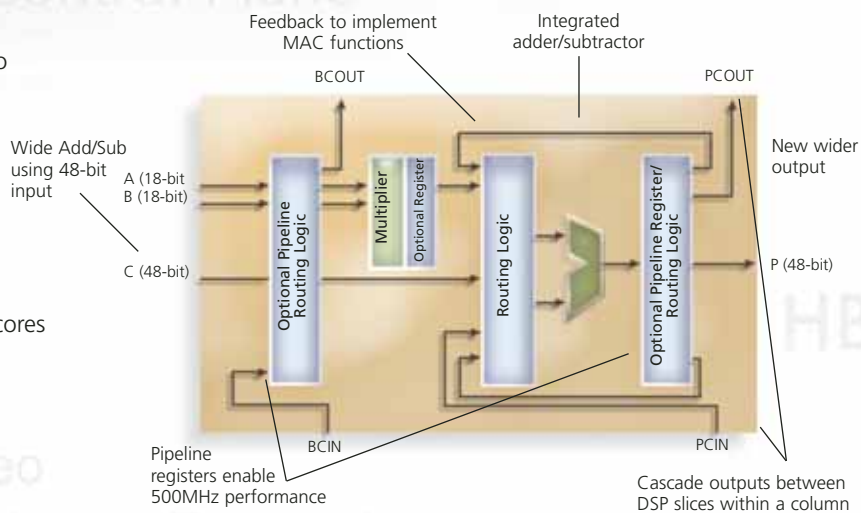 Feedback to implement
MAC functions
Integrated
adder/subtractor
BCOUT
PCOUT
Wide Add/Sub
using 48-bit
input
A (18-bit
B (18-bit)
C (48-bit)
Optional Pipeline
Routing Logic
Multiplier
Optional Register
Routing Logic
Optional Pipeline Register/
Routing Logic
New wider
output
P (48-bit)
cores
BCIN
PCIN
Pipeline
registers enable
500MHz performance
Cascade outputs between
DSP slices within a column